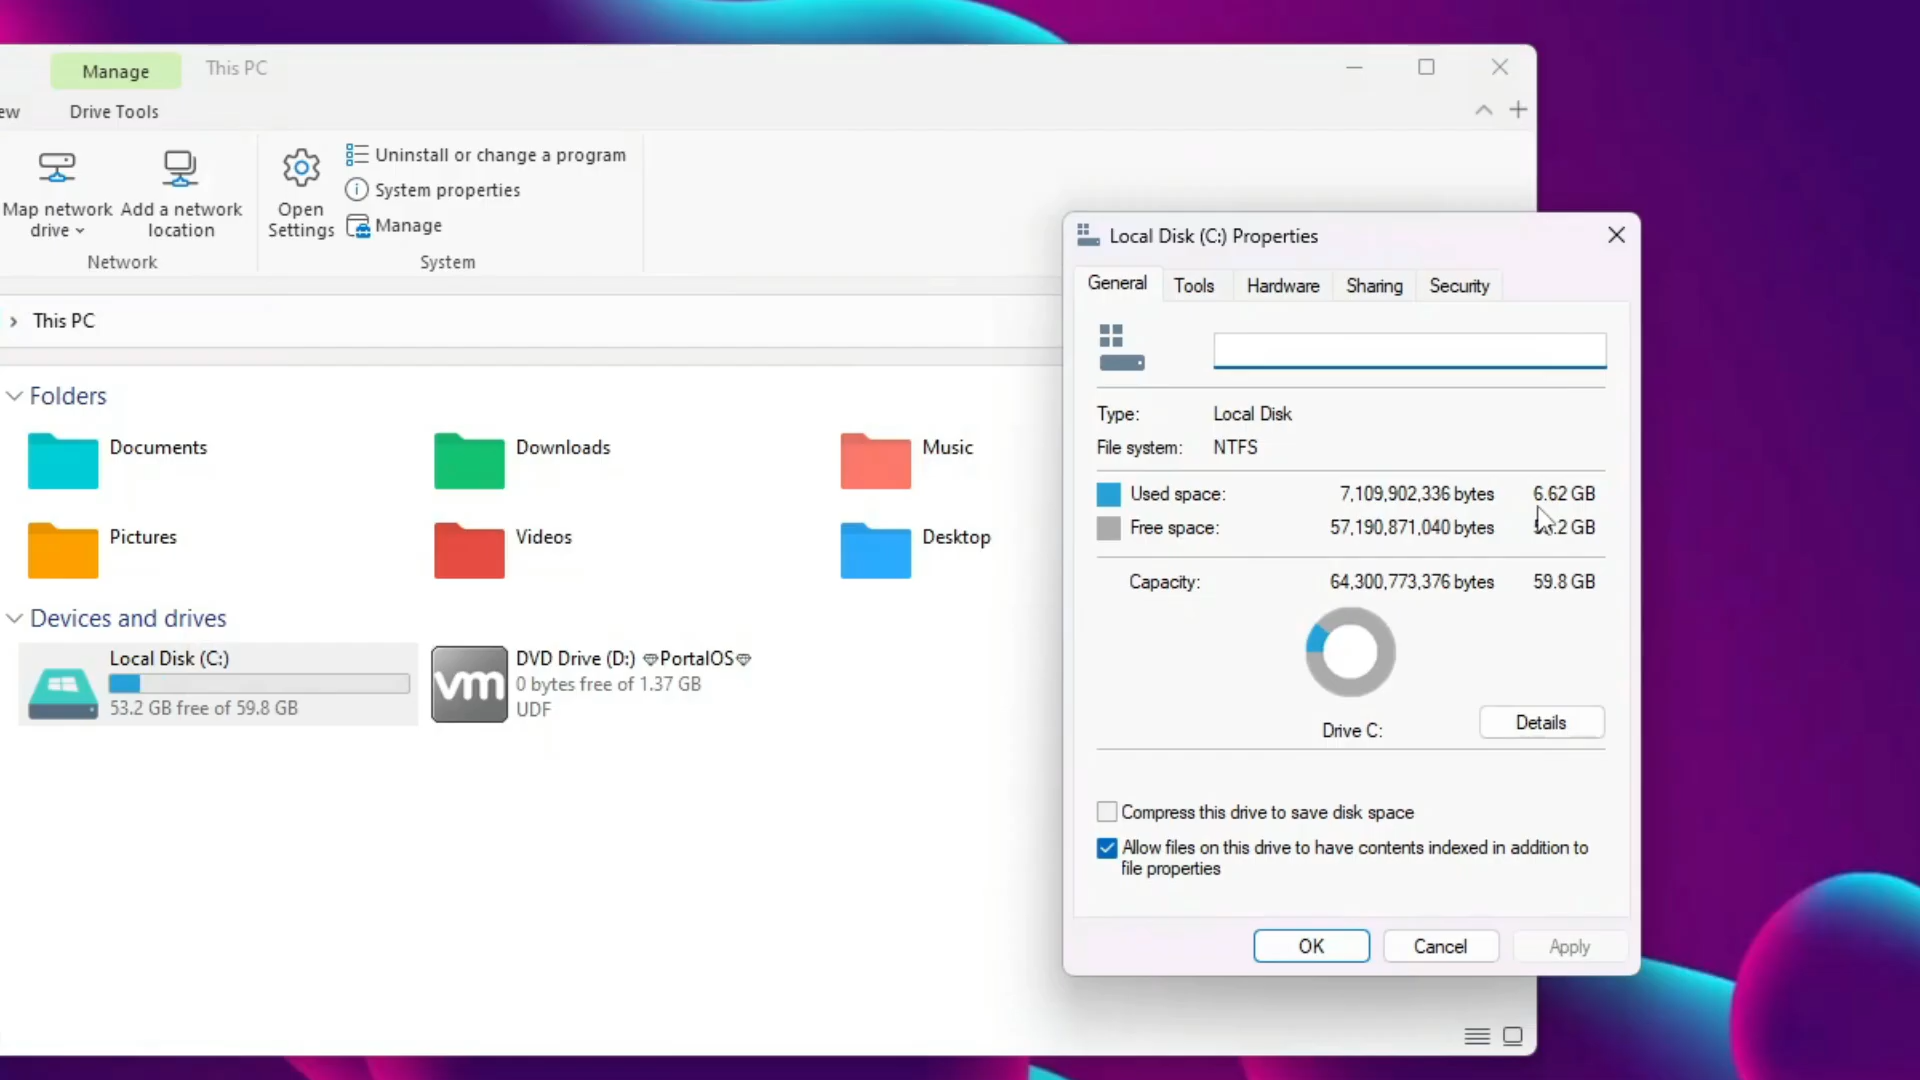 Manage
This PC
ew
Drive Tools
Map network drive
Add a network location
Network
Open Settings
Uninstall or change a program
System properties
Manage
System
This PC
Folders
Documents
Downloads
Music
Pictures
Videos
Desktop
Devices and drives
Local Disk (C:)
53.2 GB free of 59.8 GB
vm
DVD Drive (D:) 💎PortalOS💎
0 bytes free of 1.37 GB
UDF
Local Disk (C:) Properties
General Tools Hardware Sharing Security
Type: Local Disk
File system: NTFS
Used space: 7,109,902,336 bytes 6.62 GB
Free space: 57,190,871,040 bytes .2 GB
Capacity: 64,300,773,376 bytes 59.8 GB
Drive C:
Details
Compress this drive to save disk space
Allow files on this drive to have contents indexed in addition to
file properties
OK Cancel Apply